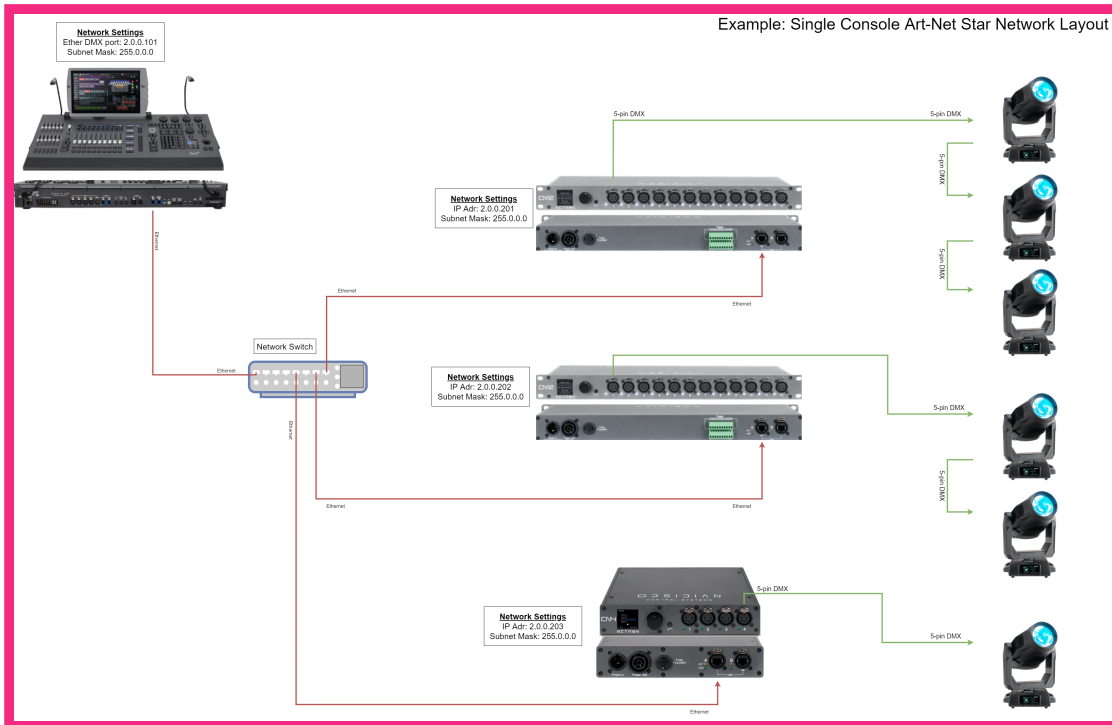 Example: Single Console Art-Net Star Network Layout
Network Settings
Ether DMX port: 2.0.0.101
Subnet Mask: 255.0.0.0
5-pin DMX
5-pin DMX
5-pin DMX
Network Settings
IP Adr: 2.0.0.201
Subnet Mask: 255.0.0.0
Ethernet
5-pin DMX
Ethernet
Ethernet
Network Switch
Ethernet
Network Settings
IP Adr: 2.0.0.202
Subnet Mask: 255.0.0.0
5-pin DMX
Ethernet
5-pin DMX
Ethernet
Ethernet
OBSIDIAN
CONTROL SYSTEMS
NETRON
5-pin DMX
Network Settings
IP Adr: 2.0.0.203
Subnet Mask: 255.0.0.0
5-pin DMX
Ethernet